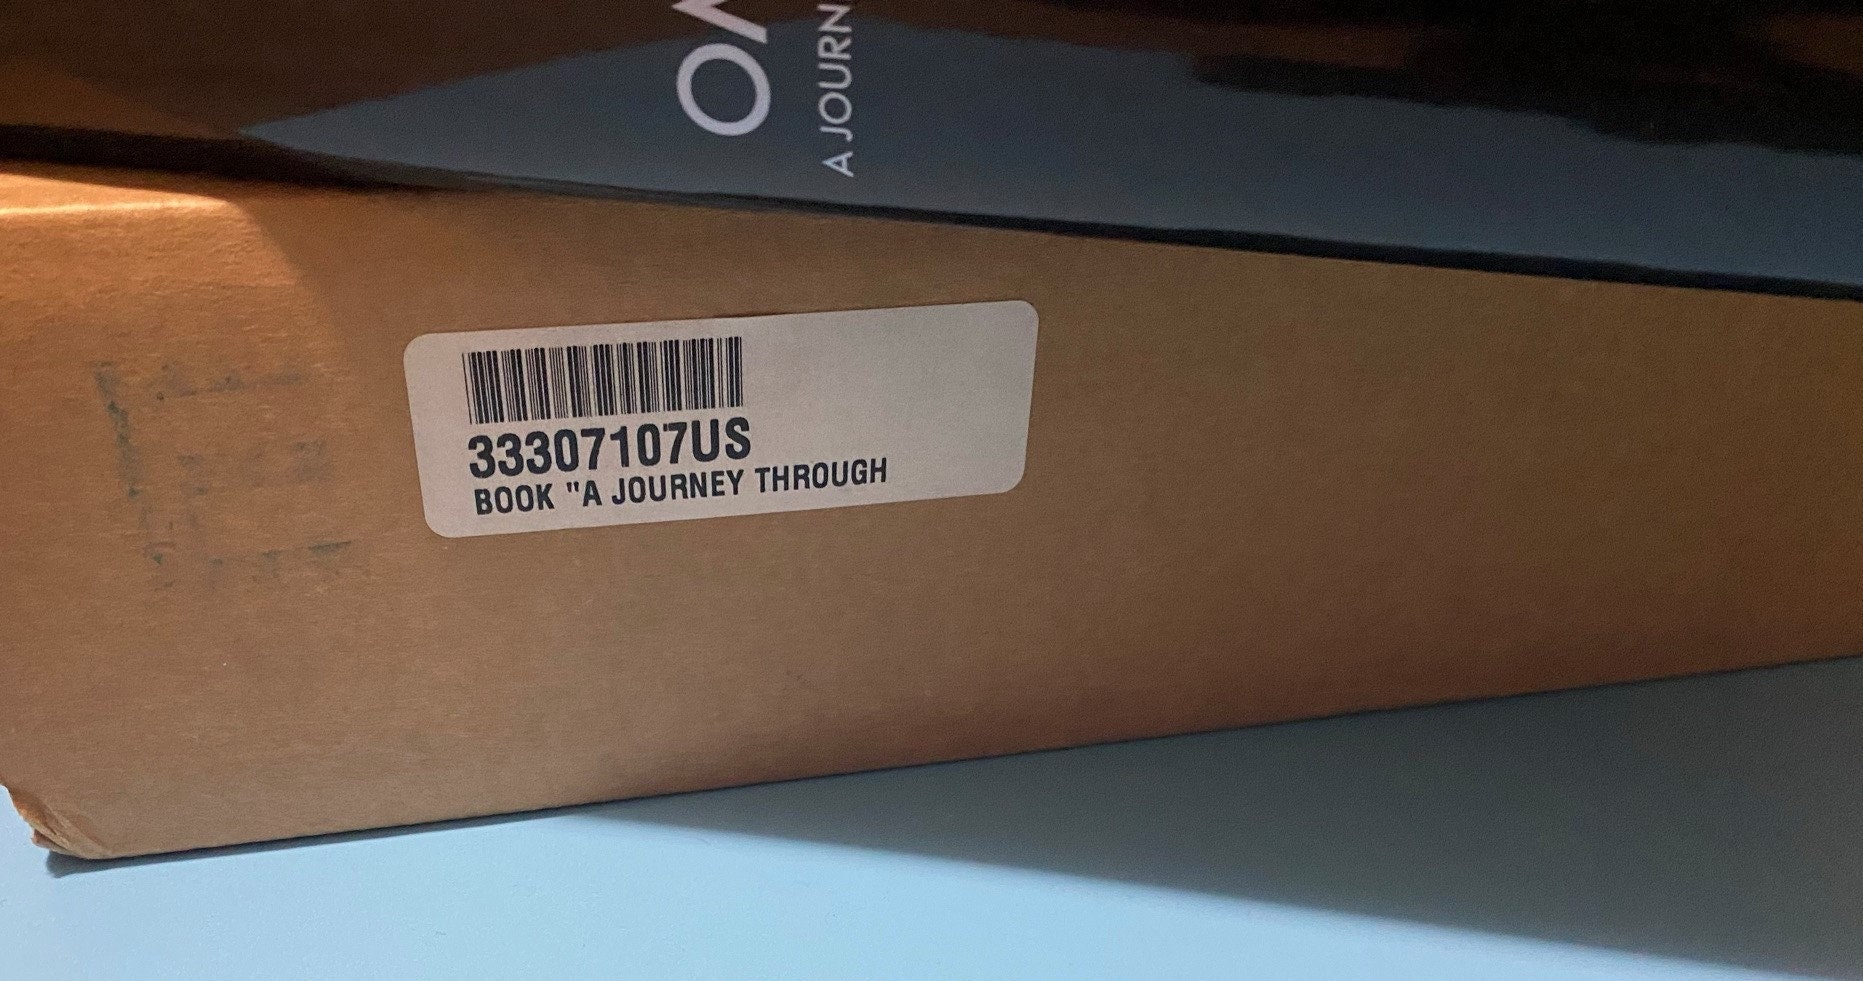 A JOURN
33307107US
BOOK "A JOURNEY THROUGH